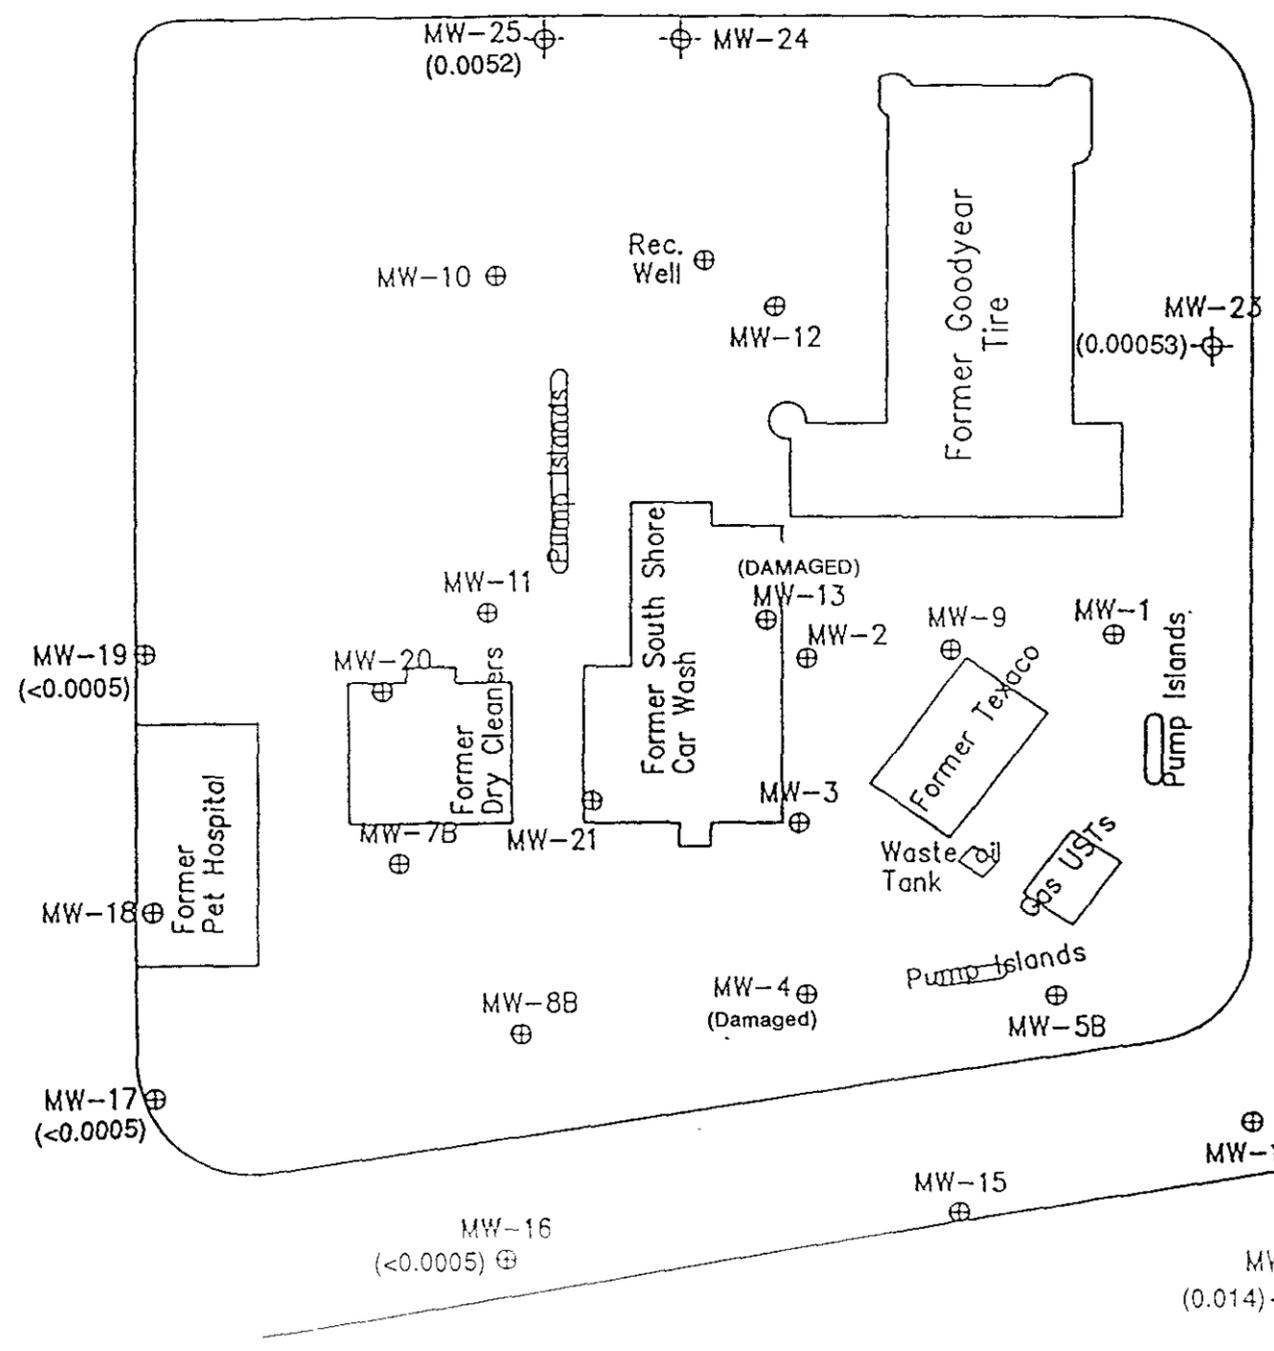 MW-25
(0.0052)
MW-24
Rec.
Well
MW-10
MW-12
Former Goodyear
Tire
MW-23
(0.00053)
Pump Islands
MW-11
Former South Shore
Car Wash
(DAMAGED)
MW-13
MW-2
MW-9
MW-1
MW-19
(<0.0005)
MW-20
Former
Dry Cleaners
Former Texaco
Pump Islands
MW-3
MW-7B
MW-21
Waste oil
Tank
Gas USTs
Former
Pet Hospital
MW-18
Pump Islands
MW-8B
MW-4
(Damaged)
MW-5B
MW-17
(<0.0005)
MW-15
MW-16
(<0.0005)
(0.014)